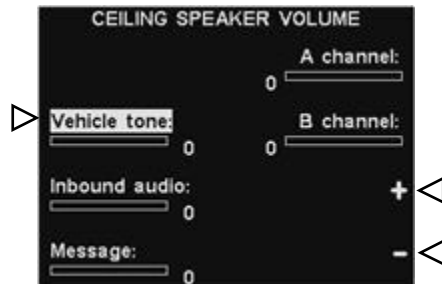 CEILING SPEAKER VOLUME
A channel:
0
Vehicle tone:
0
B channel:
0
Inbound audio:
0
+
Message:
0
-